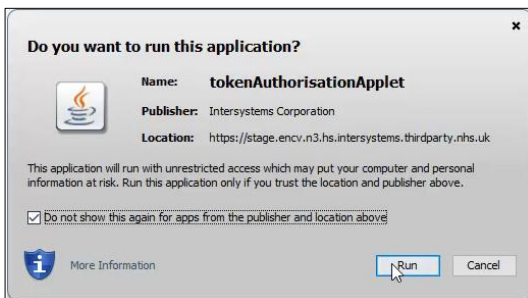 Do you want to run this application?
Name: tokenAuthorisationApplet
Publisher: Intersystems Corporation
Location: https://stage.encv.n3.hs.intersystems.thirdparty.nhs.uk
This application will run with unrestricted access which may put your computer and personal
information at risk. Run this application only if you trust the location and publisher above.
Do not show this again for apps from the publisher and location above
More Information
Run Cancel